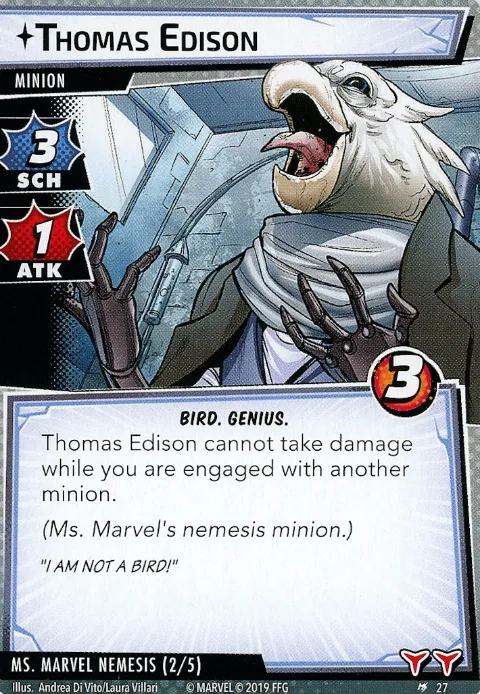 THOMAS EDISON
MINION
3
SCH
1
ATK
3
BIRD. GENIUS.
Thomas Edison cannot take damage
while you are engaged with another
minion.
(Ms. Marvel's nemesis minion.)
"I AM NOT A BIRD!"
MS. MARVEL NEMESIS (2/5)
Illus. Andrea Di Vito/Laura Villari © MARVEL © 2019 FFG 27